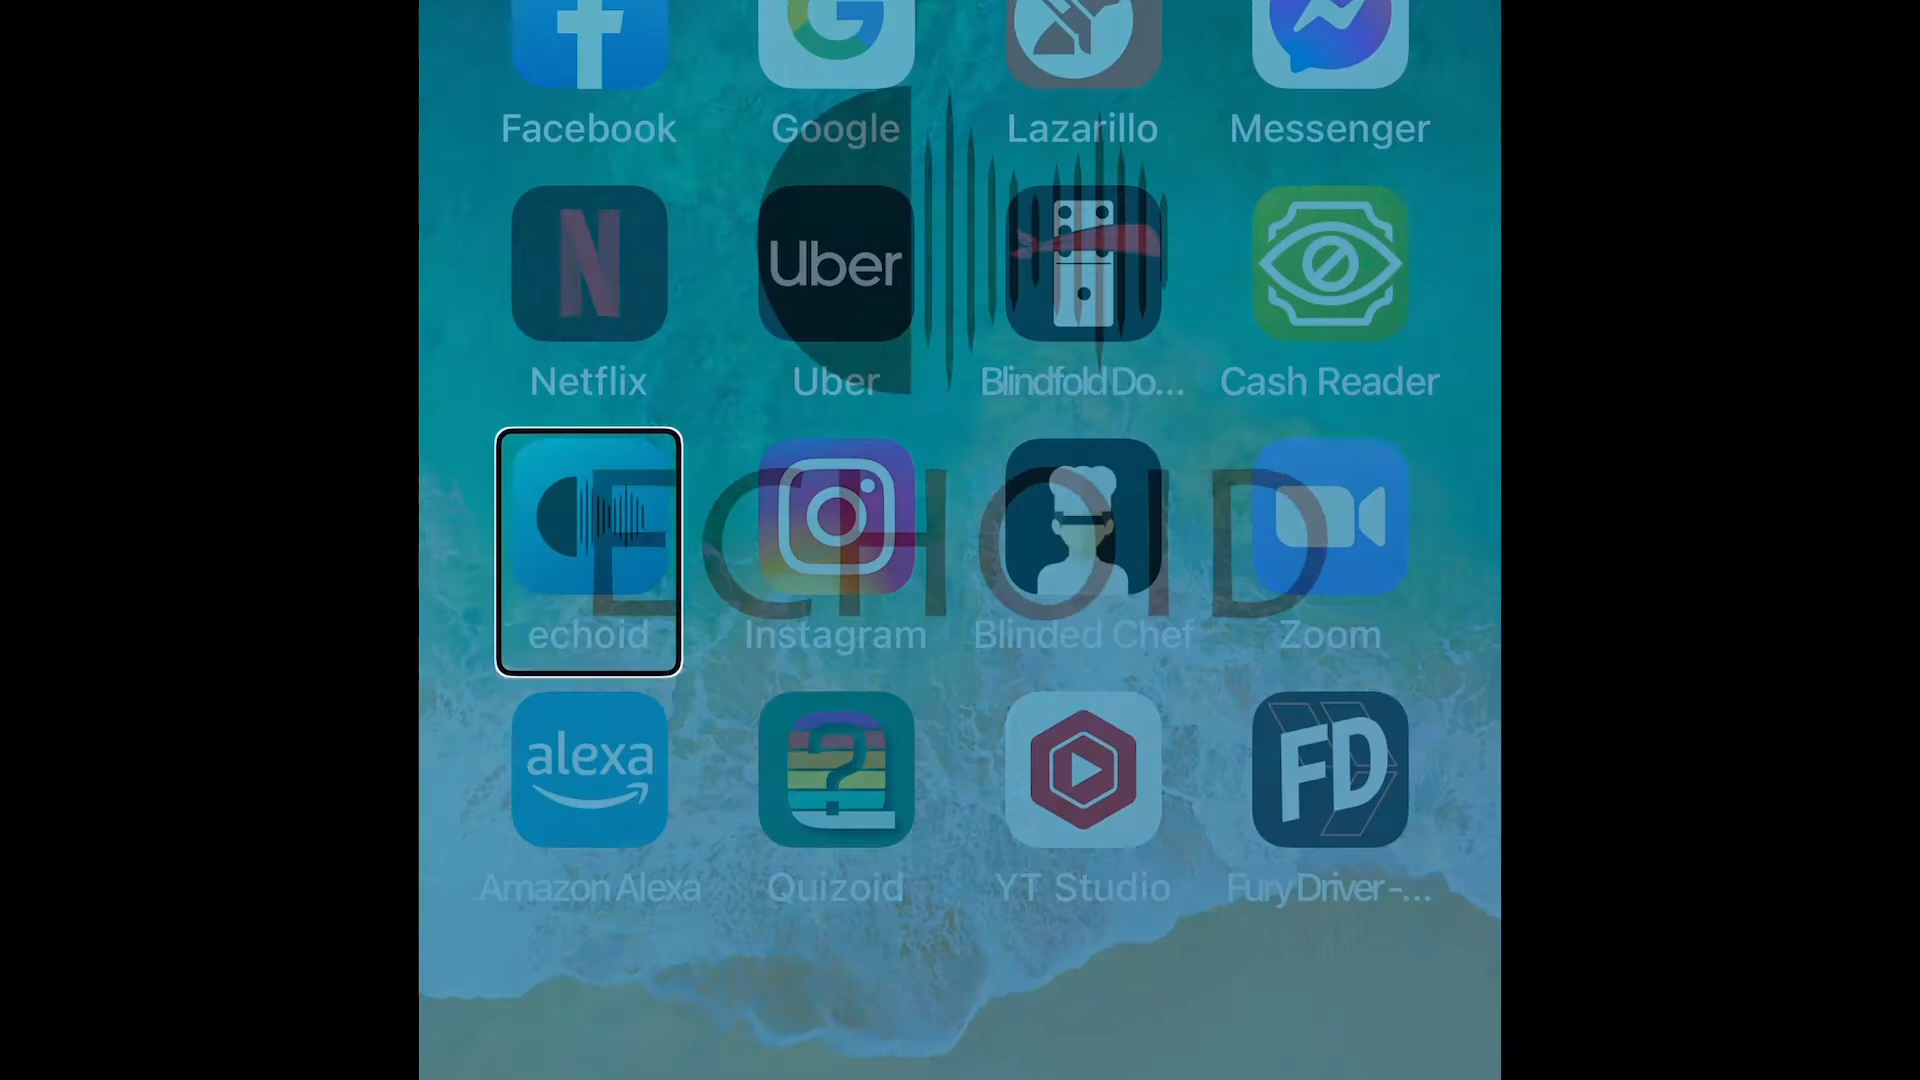 Facebook Google Lazarillo Messenger
N Uber
Netflix Uber Blindfold Do... Cash Reader
ECHOID
echoid Instagram Blinded Chef Zoom
alexa ? FD
Amazon Alexa Quizoid YT Studio Fury Driver -...